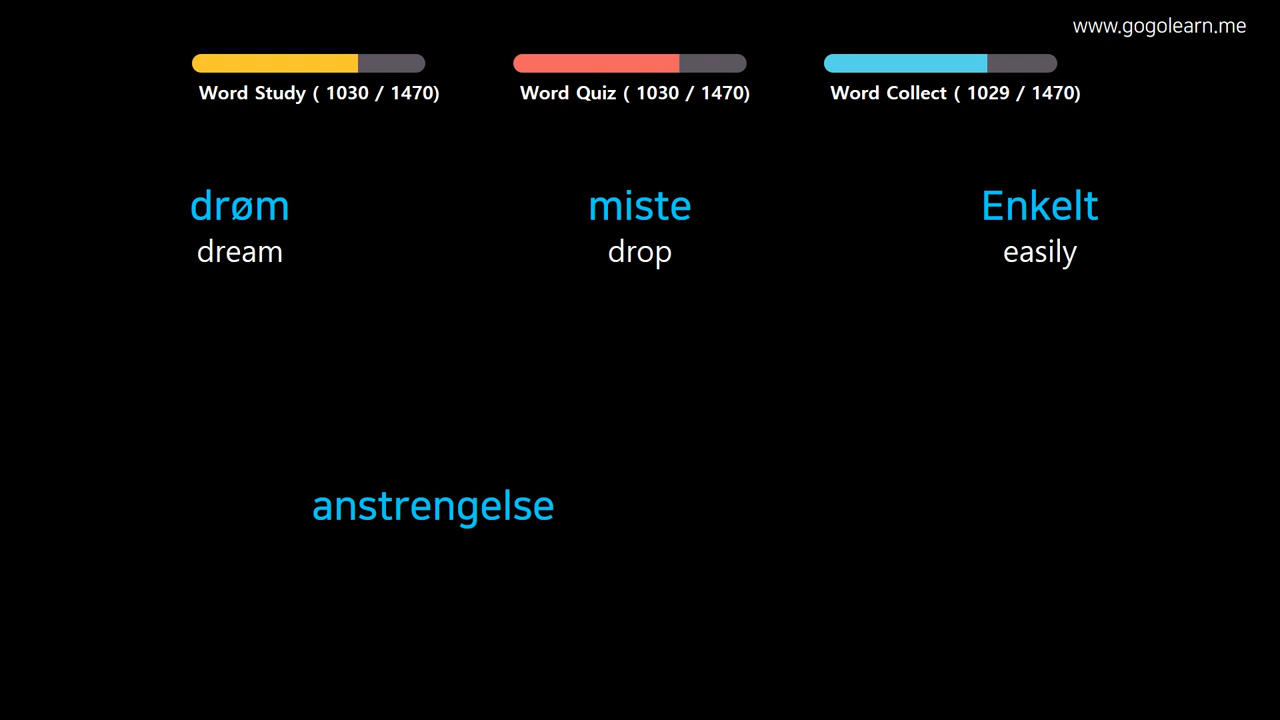 www.gogolearn.me
Word Study ( 1030 / 1470)
Word Quiz ( 1030 / 1470)
Word Collect ( 1029 / 1470)
drøm
miste
Enkelt
dream
drop
easily
anstrengelse